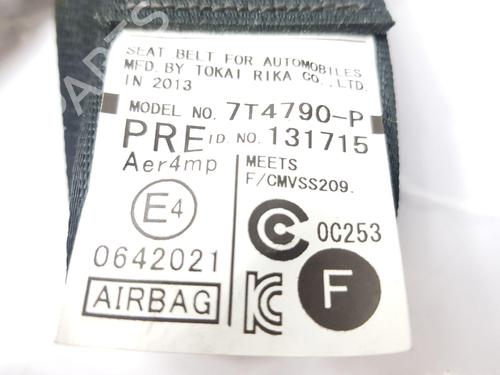 SEAT BELT FOR AUTOMOBILES
MFD. BY TOKAI RIKA CO., LTD.
IN 2013
MODEL NO. 7T4790-P
PRE ID. NO. 131715
Aer4mp
MEETS
F/CMVSS209.
E4
0642021
AIRBAG
0C253
F
PARTS